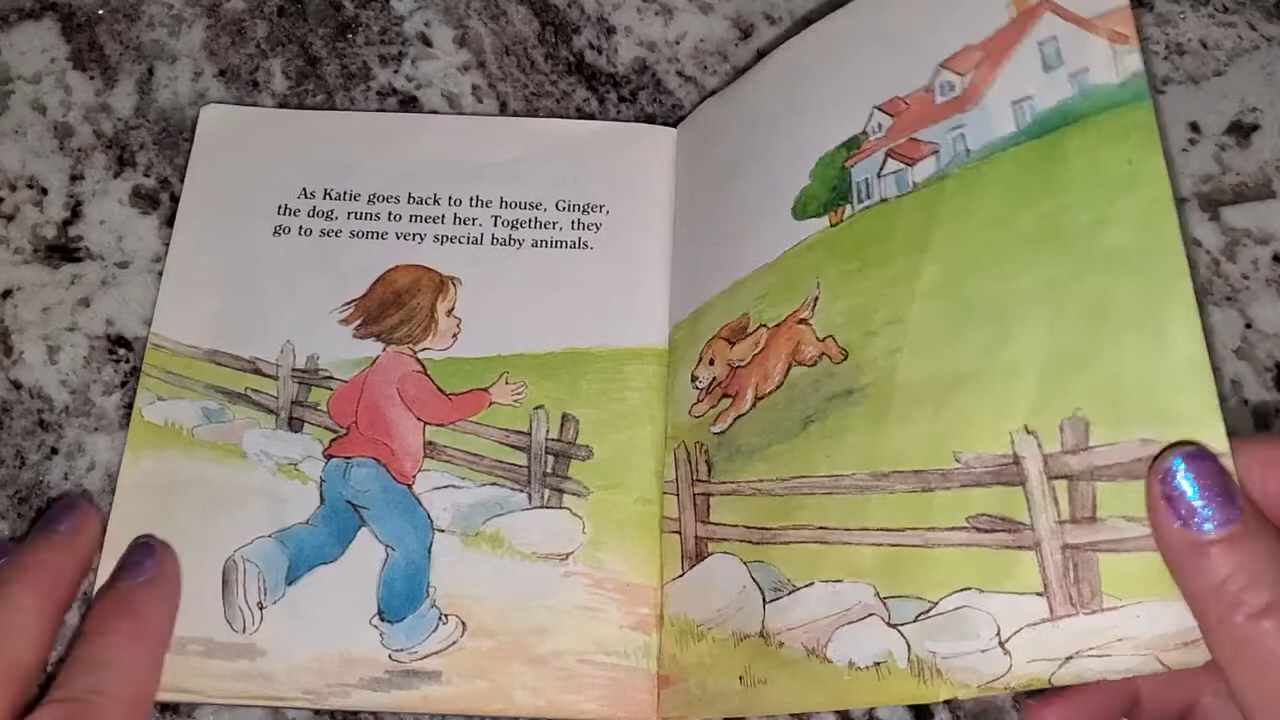 As Katie goes back to the house, Ginger,
the dog, runs to meet her. Together, they
go to see some very special baby animals.